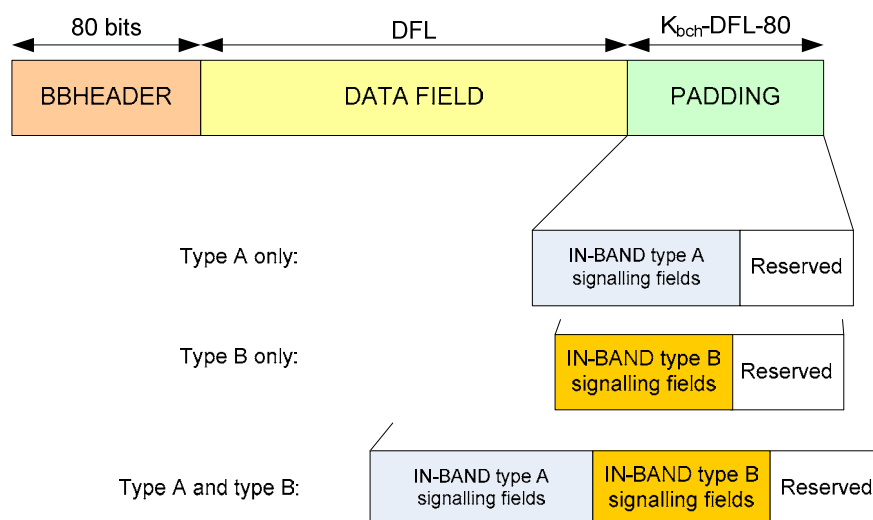 80 bits DFL Kbch-DFL-80
BBHEADER DATA FIELD PADDING
Type A only:
IN-BAND type A
signalling fields
Reserved
Type B only:
IN-BAND type B
signalling fields
Reserved
Type A and type B:
IN-BAND type A
signalling fields
IN-BAND type B
signalling fields
Reserved